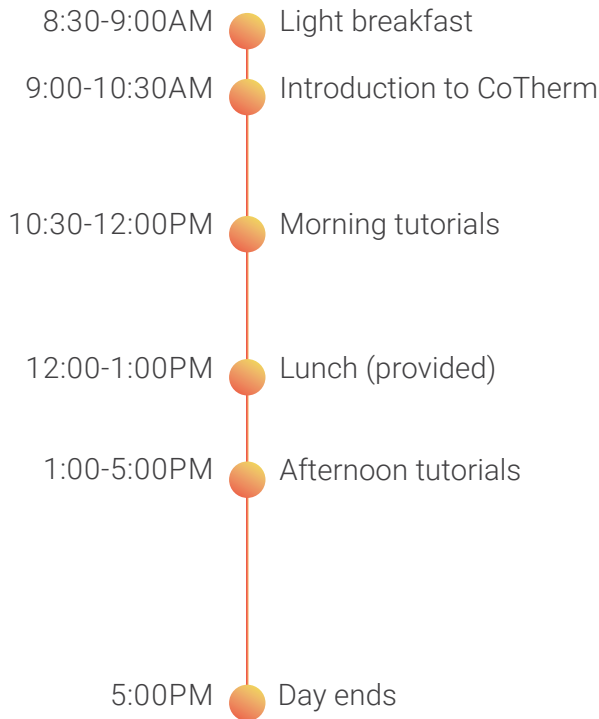 8:30-9:00AM Light breakfast
9:00-10:30AM Introduction to CoTherm
10:30-12:00PM Morning tutorials
12:00-1:00PM Lunch (provided)
1:00-5:00PM Afternoon tutorials
5:00PM Day ends